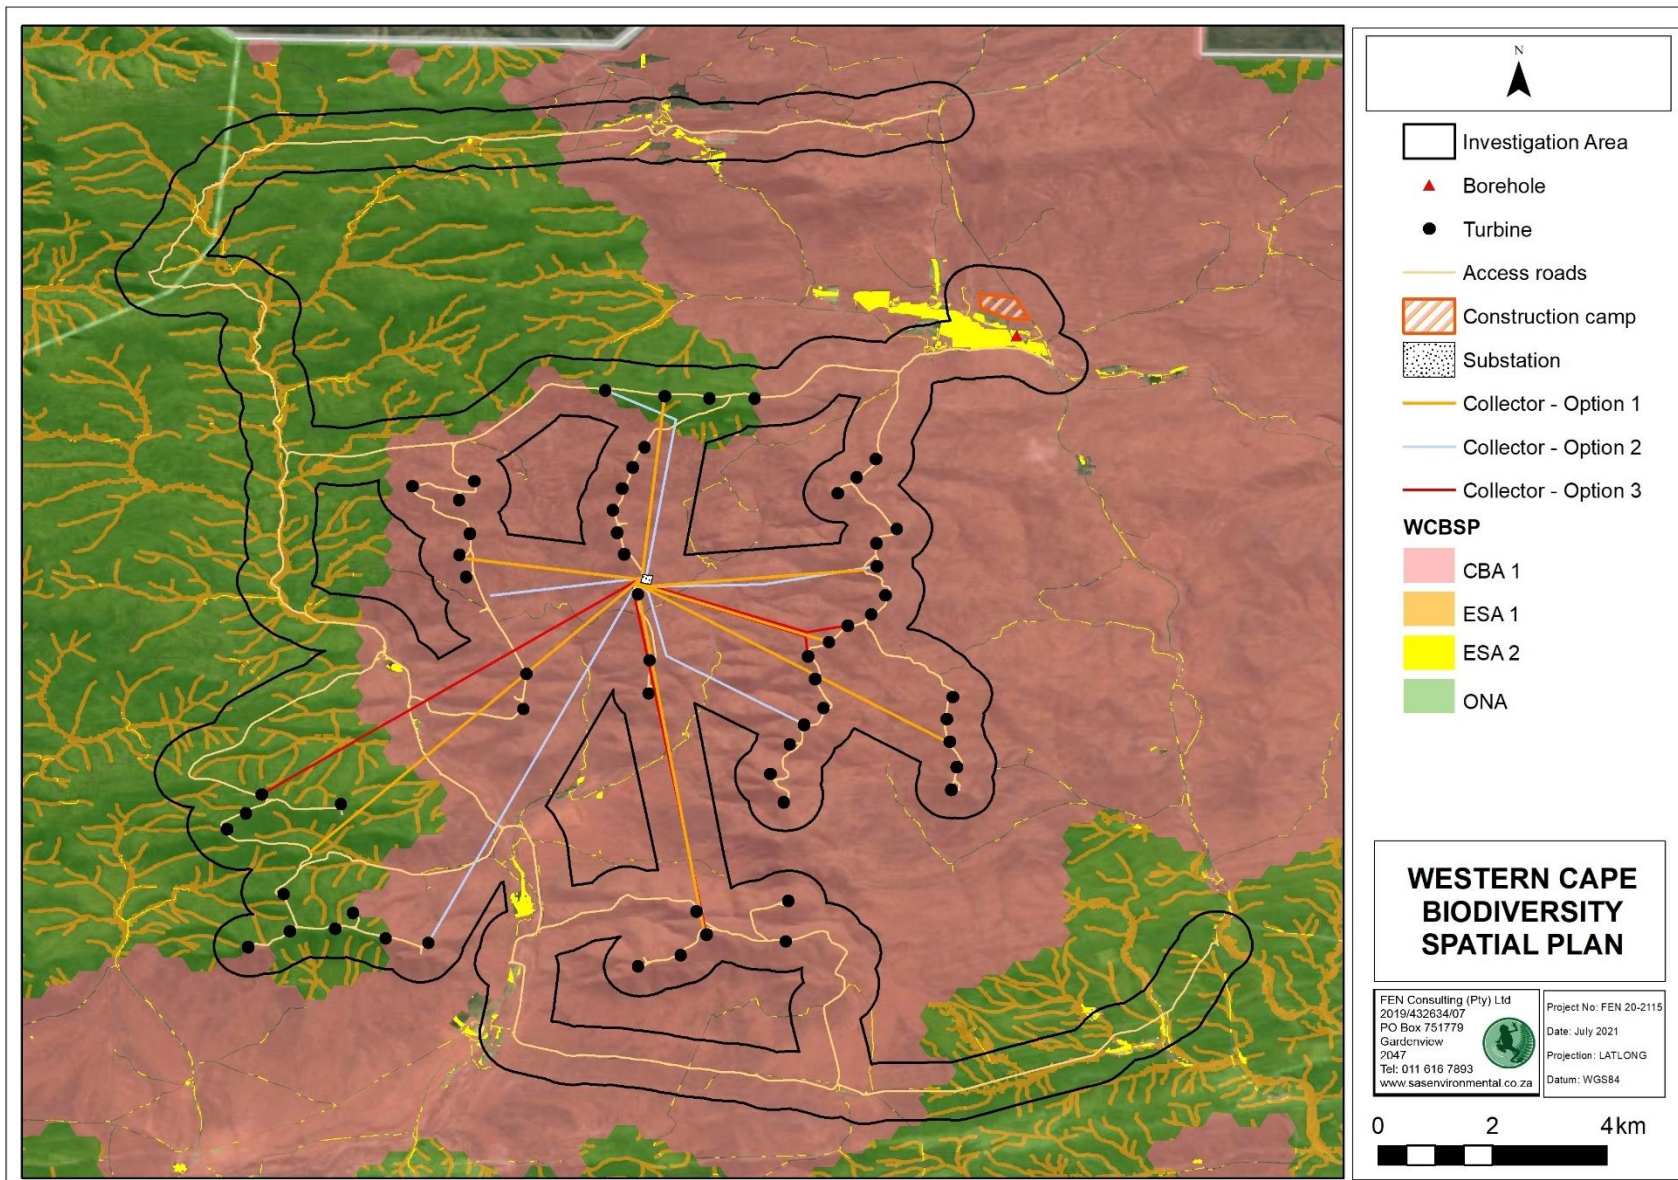 N
Investigation Area
Borehole
Turbine
Access roads
Construction camp
Substation
Collector - Option 1
Collector - Option 2
Collector - Option 3
WCBSP
CBA 1
ESA 1
ESA 2
ONA
WESTERN CAPE
BIODIVERSITY
SPATIAL PLAN
FEN Consulting (Pty) Ltd
2019/432634/07
PO Box 751779
Gardenview
2047
Tel: 011 616 7893
www.sasenvironmental.co.za
Project No: FEN 20-2115
Date: July 2021
Projection: LATLONG
Datum: WGS84
0 2 4 km